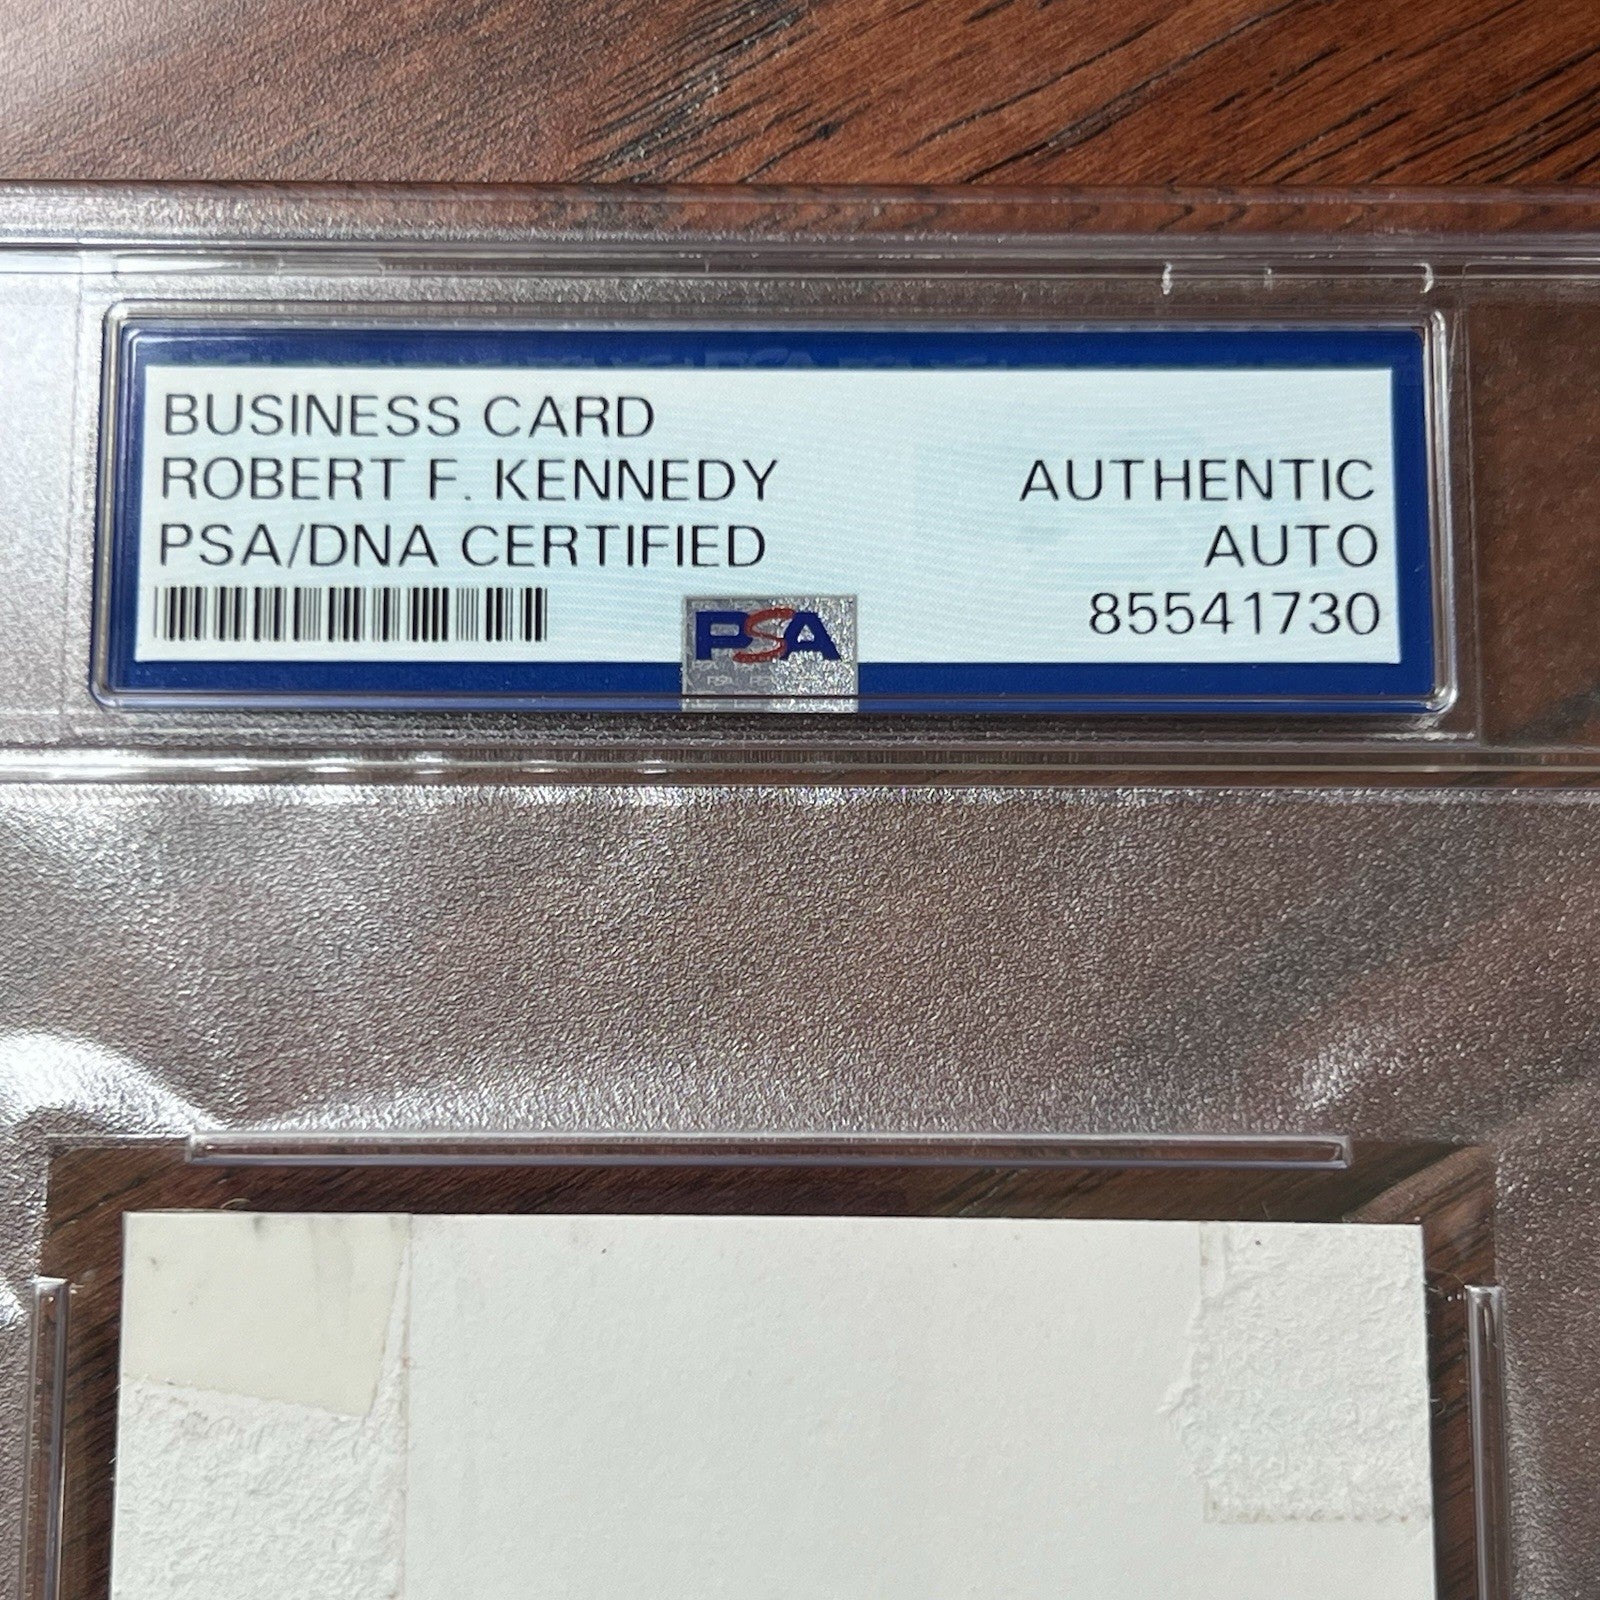 BUSINESS CARD
ROBERT F. KENNEDY AUTHENTIC
PSA/DNA CERTIFIED AUTO
PSA 85541730